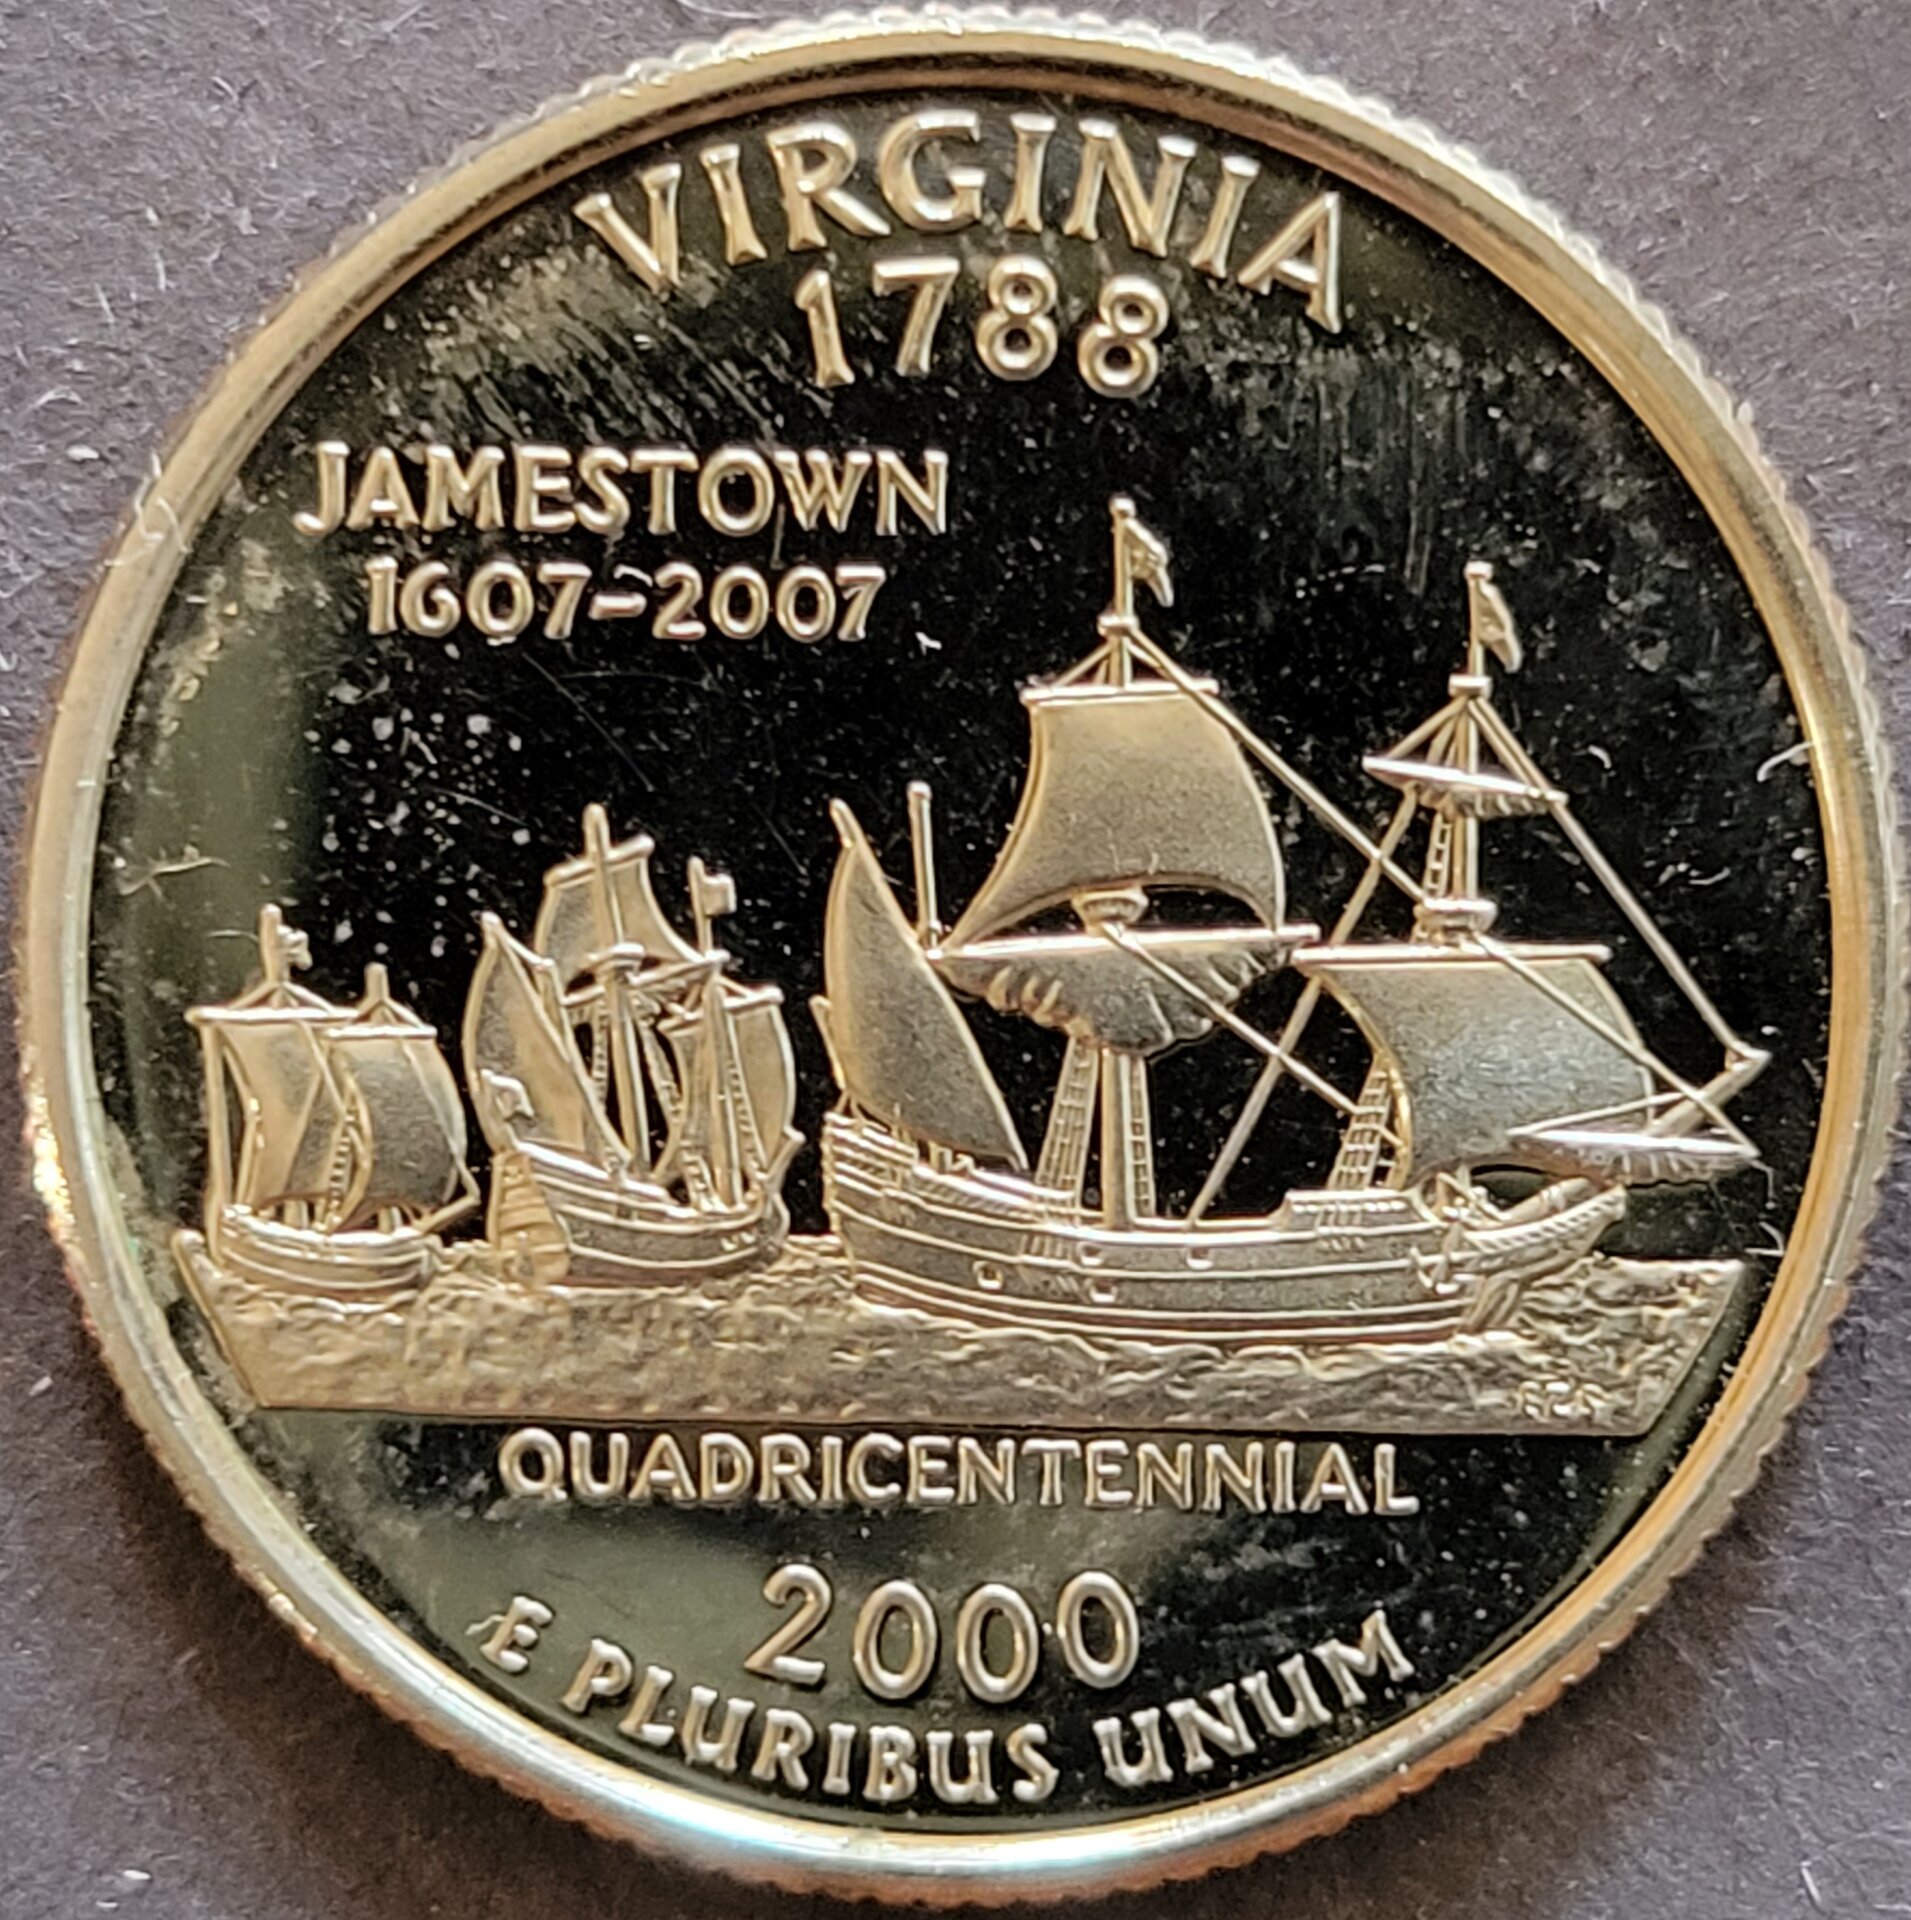 VIRGINIA
1788
JAMESTOWN
1607-2007
QUADRICENTENNIAL
2000
E PLURIBUS UNUM